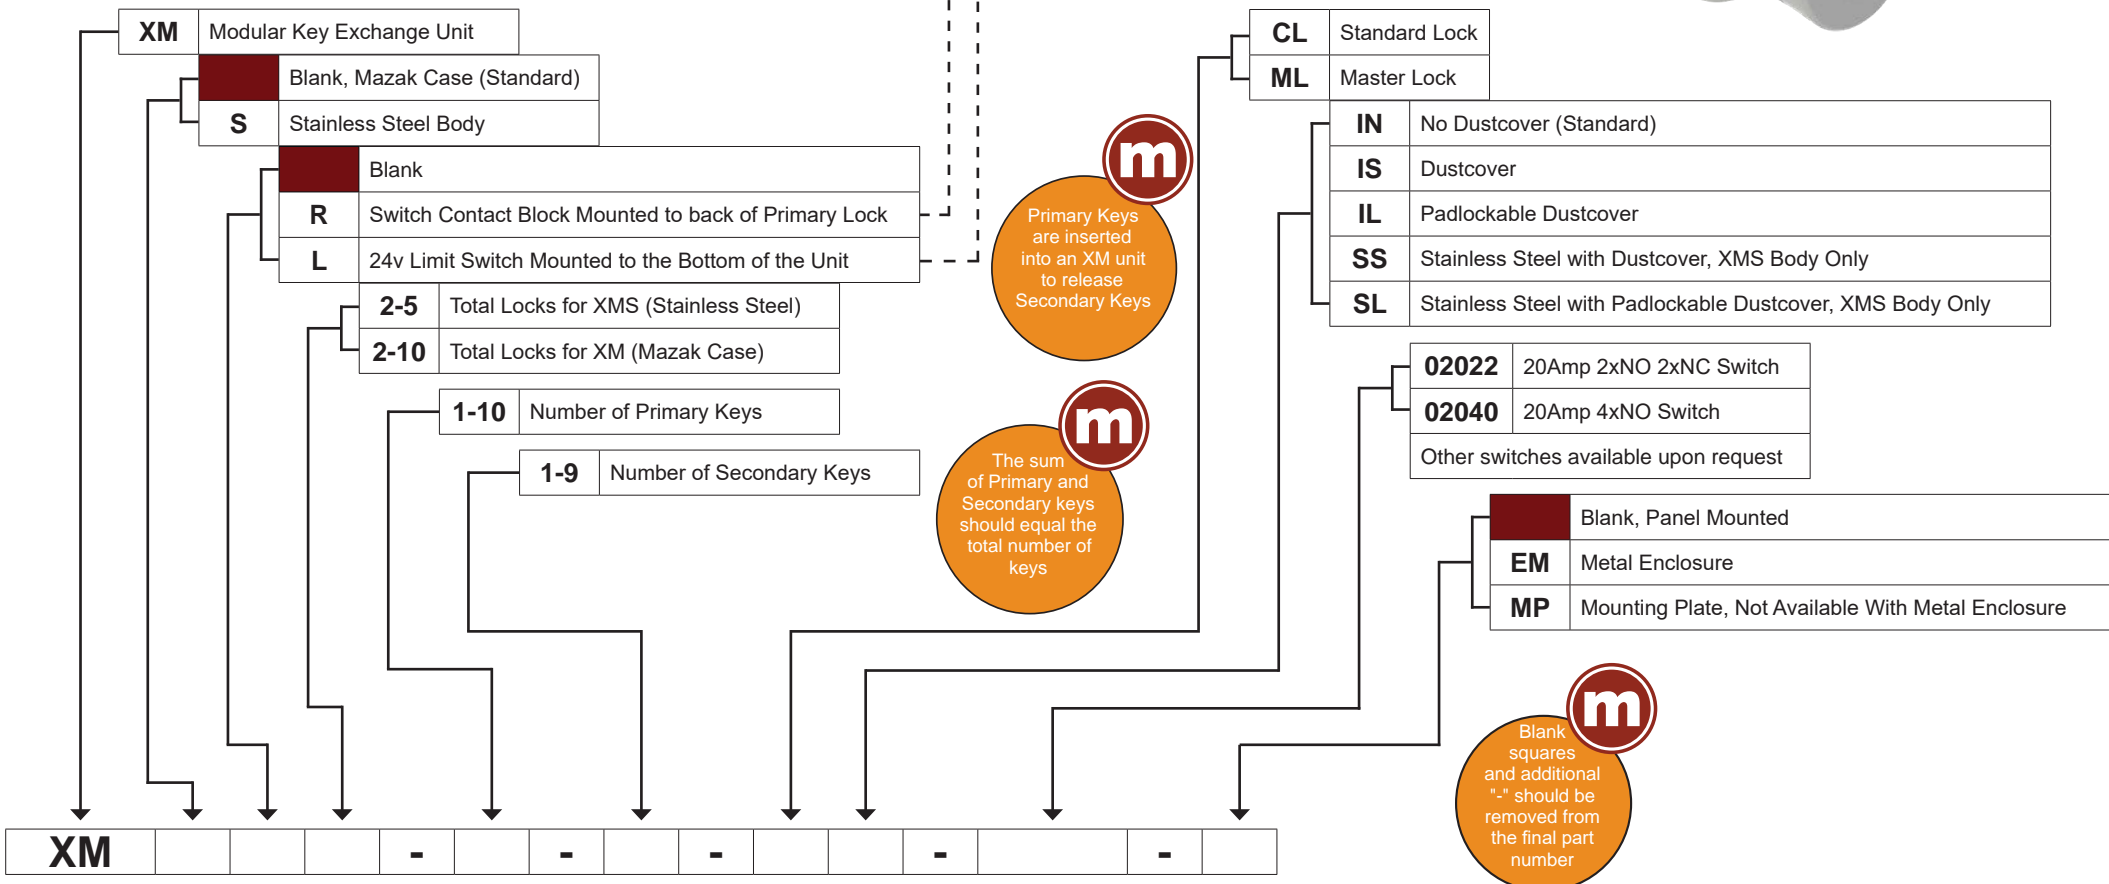 XM Modular Key Exchange Unit
Blank, Mazak Case (Standard)
S Stainless Steel Body
Blank
R Switch Contact Block Mounted to back of Primary Lock
L 24v Limit Switch Mounted to the Bottom of the Unit
2-5 Total Locks for XMS (Stainless Steel)
2-10 Total Locks for XM (Mazak Case)
1-10 Number of Primary Keys
1-9 Number of Secondary Keys
m
Primary Keys
are inserted
into an XM unit
to release
Secondary Keys
m
The sum
of Primary and
Secondary keys
should equal the
total number of
keys
CL Standard Lock
ML Master Lock
IN No Dustcover (Standard)
IS Dustcover
IL Padlockable Dustcover
SS Stainless Steel with Dustcover, XMS Body Only
SL Stainless Steel with Padlockable Dustcover, XMS Body Only
02022 20Amp 2xNO 2xNC Switch
02040 20Amp 4xNO Switch
Other switches available upon request
Blank, Panel Mounted
EM Metal Enclosure
MP Mounting Plate, Not Available With Metal Enclosure
m
Blank
squares
and additional
"-" should be
removed from
the final part
number
XM - - - - -